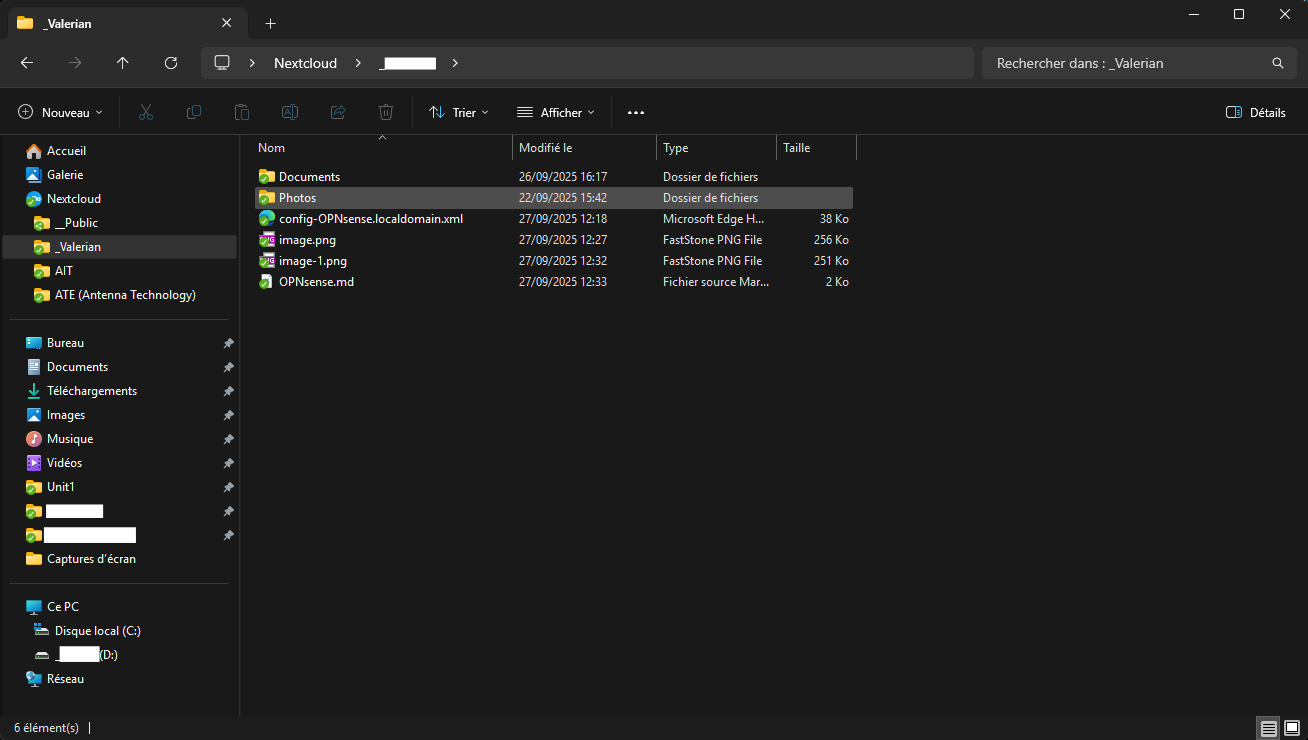 _Valerian
Nextcloud
_
Rechercher dans : _Valerian
Nouveau
Trier
Afficher
Détails
Accueil
Galerie
Nextcloud
__Public
_Valerian
AIT
ATE (Antenna Technology)
Bureau
Documents
Téléchargements
Images
Musique
Vidéos
Unit1
Captures d'écran
Ce PC
Disque local (C:)
_ (D:)
Réseau
Nom Modifié le Type Taille
Documents 26/09/2025 16:17 Dossier de fichiers
Photos 22/09/2025 15:42 Dossier de fichiers
config-OPNsense.localdomain.xml 27/09/2025 12:18 Microsoft Edge H... 38 Ko
image.png 27/09/2025 12:27 FastStone PNG File 256 Ko
image-1.png 27/09/2025 12:32 FastStone PNG File 251 Ko
OPNsense.md 27/09/2025 12:33 Fichier source Mar... 2 Ko
6 élément(s)